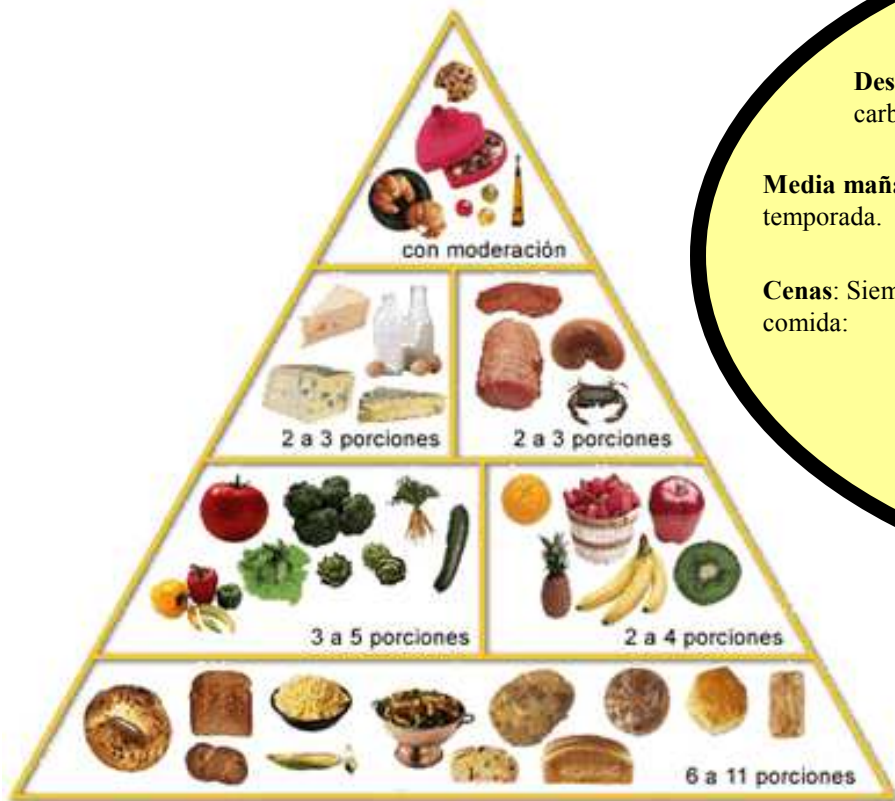 con moderación
2 a 3 porciones
2 a 3 porciones
3 a 5 porciones
2 a 4 porciones
6 a 11 porciones
temporada.
Cenas: Siem
comida:
Des
carb
Media maña